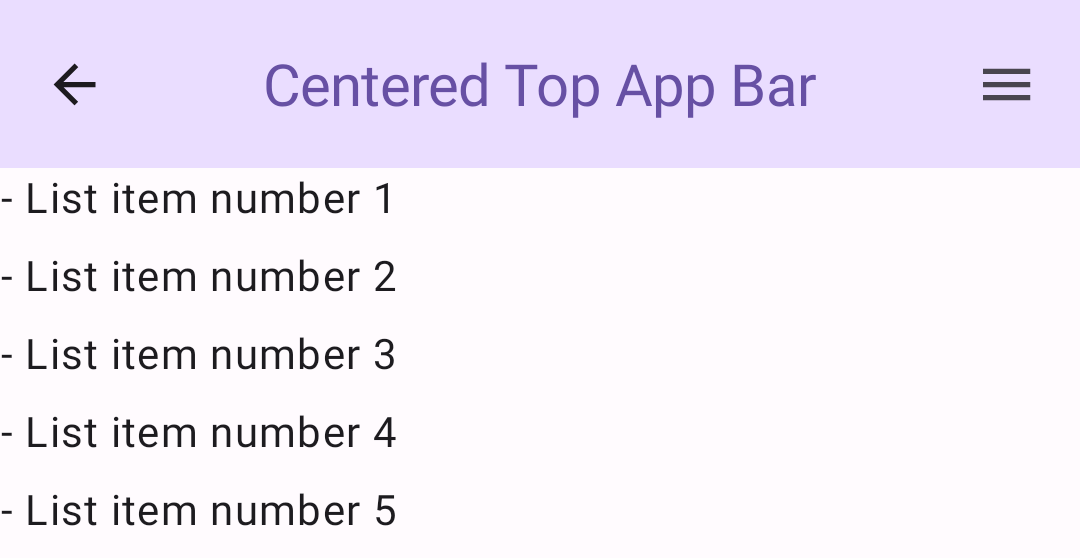 Centered Top App Bar
- List item number 1
- List item number 2
- List item number 3
- List item number 4
- List item number 5